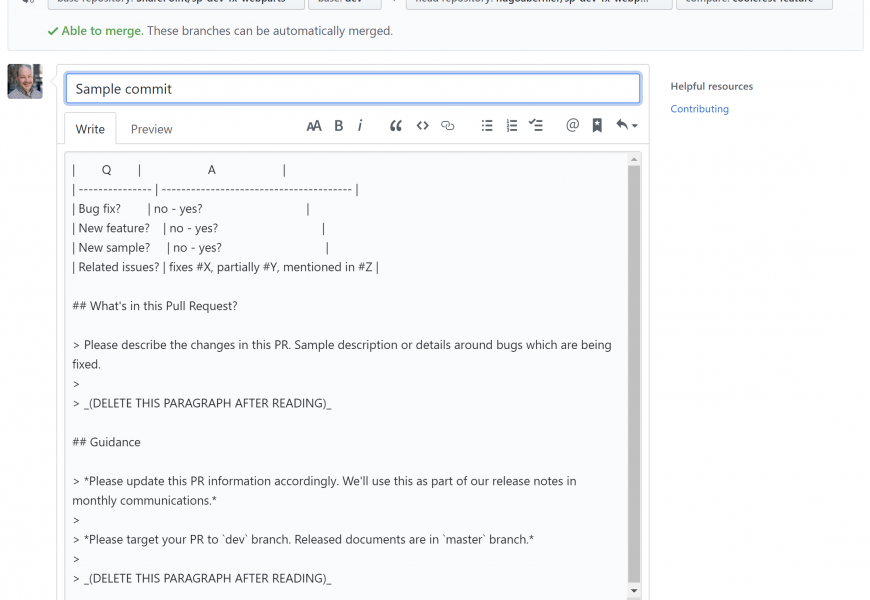 ✓ Able to merge. These branches can be automatically merged.
Sample commit
Helpful resources
Contributing
Write Preview
| Q | A |
| --------------- | --------------------------------------- |
| Bug fix? | no - yes? |
| New feature? | no - yes? |
| New sample? | no - yes? |
| Related issues? | fixes #X, partially #Y, mentioned in #Z |
## What's in this Pull Request?
> Please describe the changes in this PR. Sample description or details around bugs which are being
fixed.
>
> _(DELETE THIS PARAGRAPH AFTER READING)_
## Guidance
> *Please update this PR information accordingly. We'll use this as part of our release notes in
monthly communications.*
>
> *Please target your PR to `dev` branch. Released documents are in `master` branch.*
>
> _(DELETE THIS PARAGRAPH AFTER READING)_